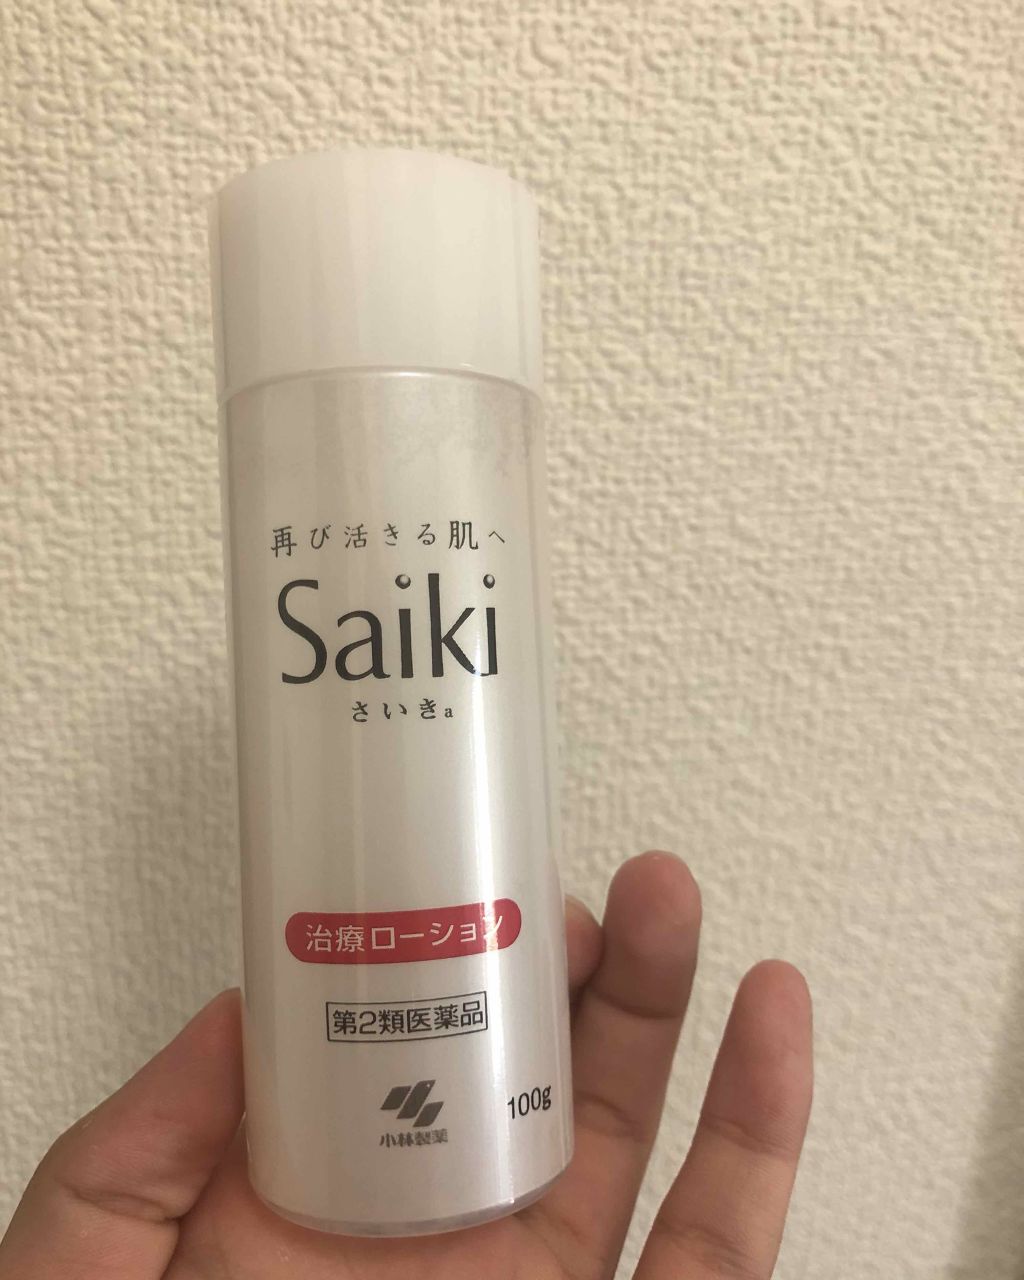 再び活きる肌へ
Saiki
さいきa
治療ローション
第2類医薬品
100g
小林製薬